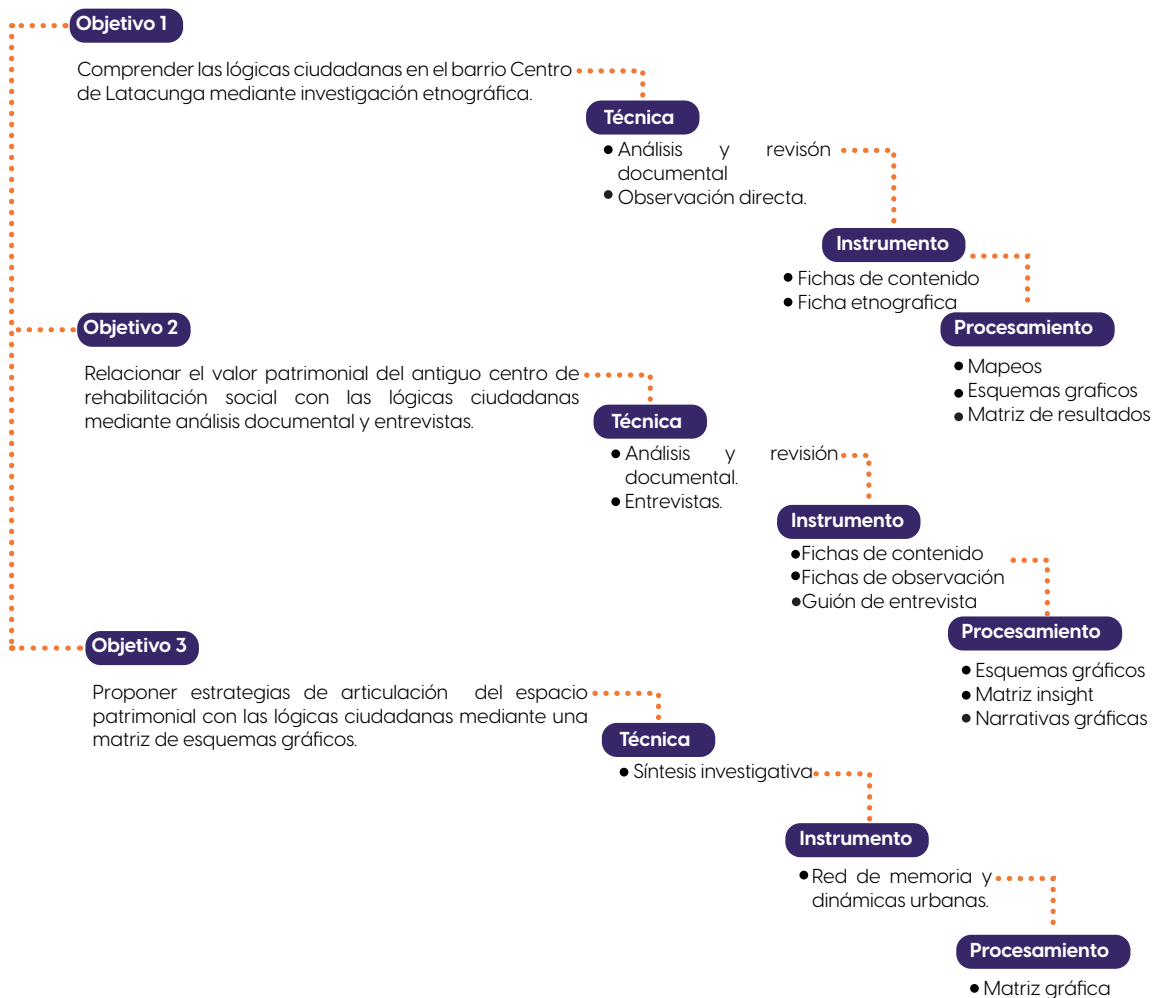 Objetivo 1
Comprender las lógicas ciudadanas en el barrio Centro
de Latacunga mediante investigación etnográfica.
Técnica
• Análisis y revisón
documental
• Observación directa.
Instrumento
• Fichas de contenido
• Ficha etnografica
Procesamiento
• Mapeos
• Esquemas graficos
• Matriz de resultados
Objetivo 2
Relacionar el valor patrimonial del antiguo centro de
rehabilitación social con las lógicas ciudadanas
mediante análisis documental y entrevistas.
Técnica
• Análisis y revisión
documental.
• Entrevistas.
Instrumento
• Fichas de contenido
• Fichas de observación
• Guión de entrevista
Procesamiento
• Esquemas gráficos
• Matriz insight
• Narrativas gráficas
Objetivo 3
Proponer estrategias de articulación del espacio
patrimonial con las lógicas ciudadanas mediante una
matriz de esquemas gráficos.
Técnica
• Síntesis investigativa
Instrumento
• Red de memoria y
dinámicas urbanas.
Procesamiento
• Matriz gráfica